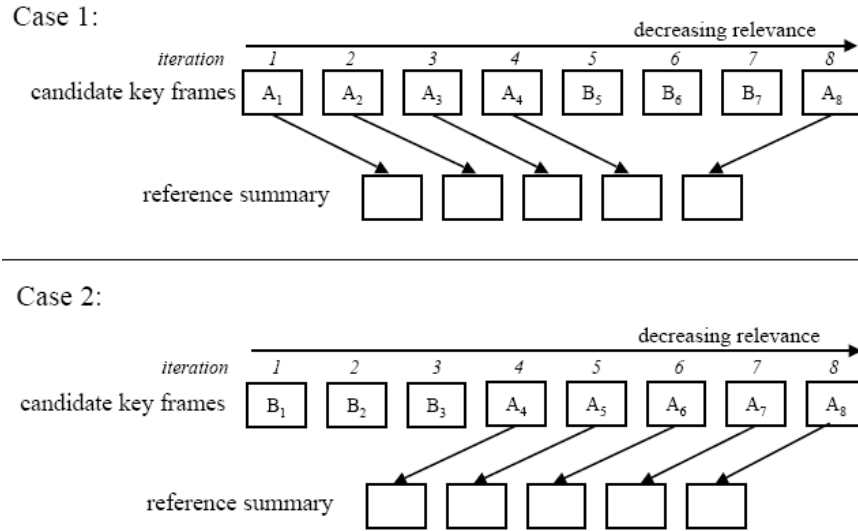 Case 1:
decreasing relevance
iteration 1 2 3 4 5 6 7 8
candidate key frames A₁ A₂ A₃ A₄ B₅ B₆ B₇ A₈
reference summary
Case 2:
decreasing relevance
iteration 1 2 3 4 5 6 7 8
candidate key frames B₁ B₂ B₃ A₄ A₅ A₆ A₇ A₈
reference summary